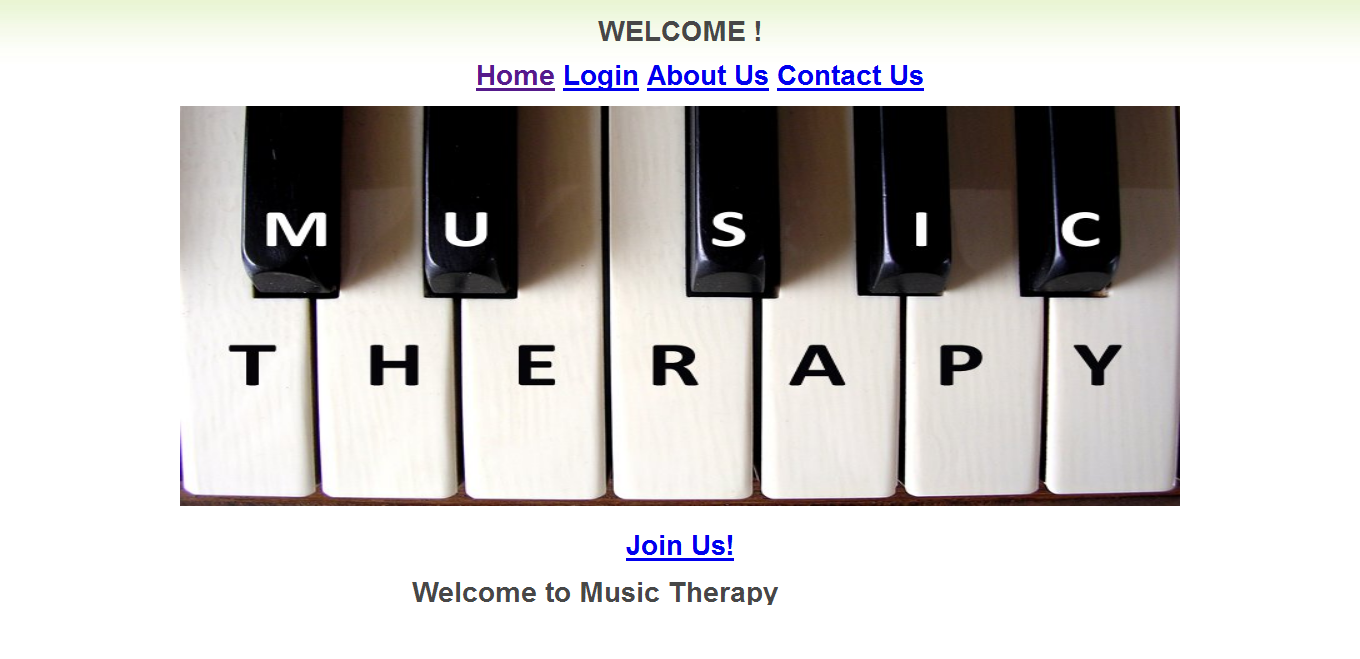 WELCOME !
Home Login About Us Contact Us
M U S I C
T H E R A P Y
Join Us!
Welcome to Music Therapy